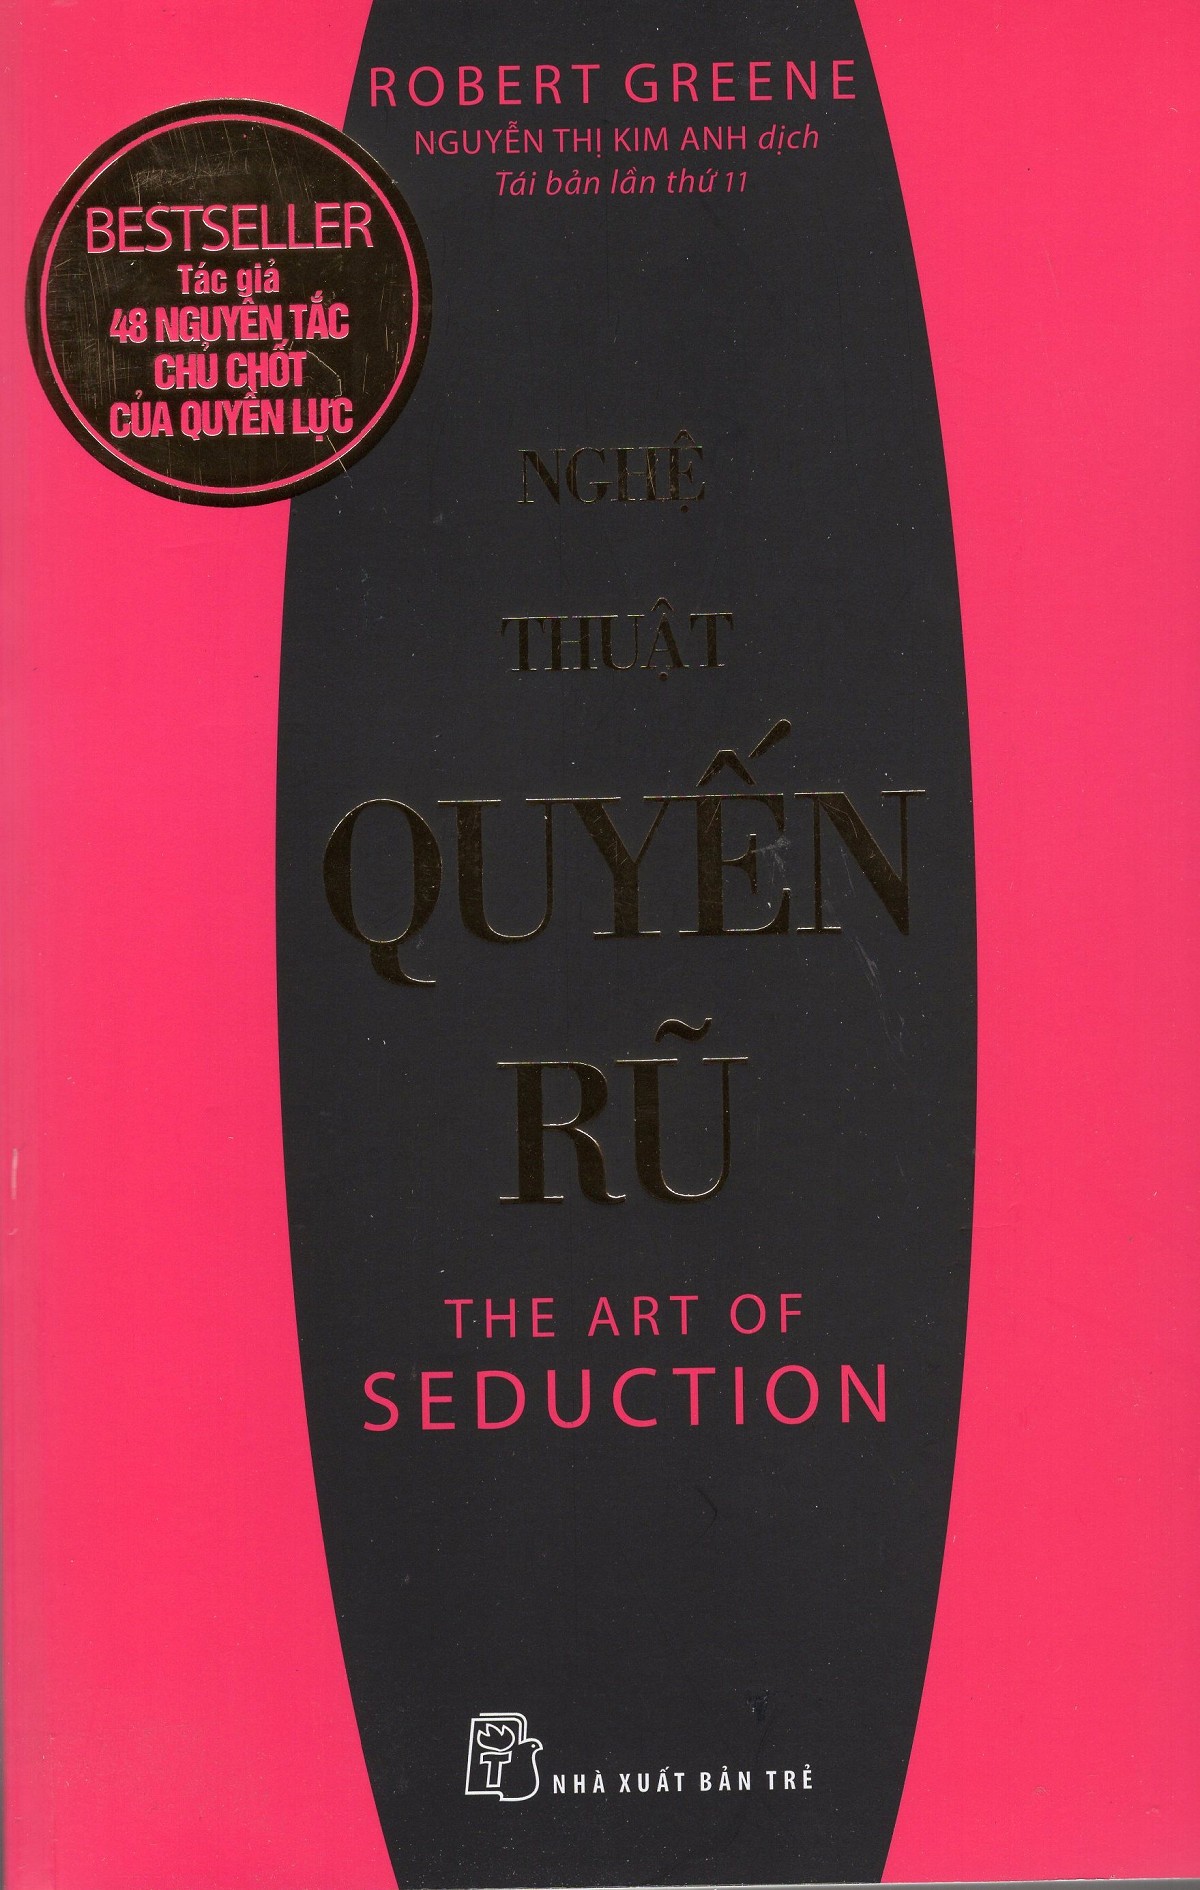 ROBERT GREENE
NGUYỄN THỊ KIM ANH dịch
Tái bản lần thứ 11
BESTSELLER
Tác giả
48 NGUYÊN TẮC
CHỦ CHỐT
CỦA QUYỀN LỰC
NGHỆ
THUẬT
QUYẾN
RŨ
THE ART OF
SEDUCTION
T
NHÀ XUẤT BẢN TRẺ